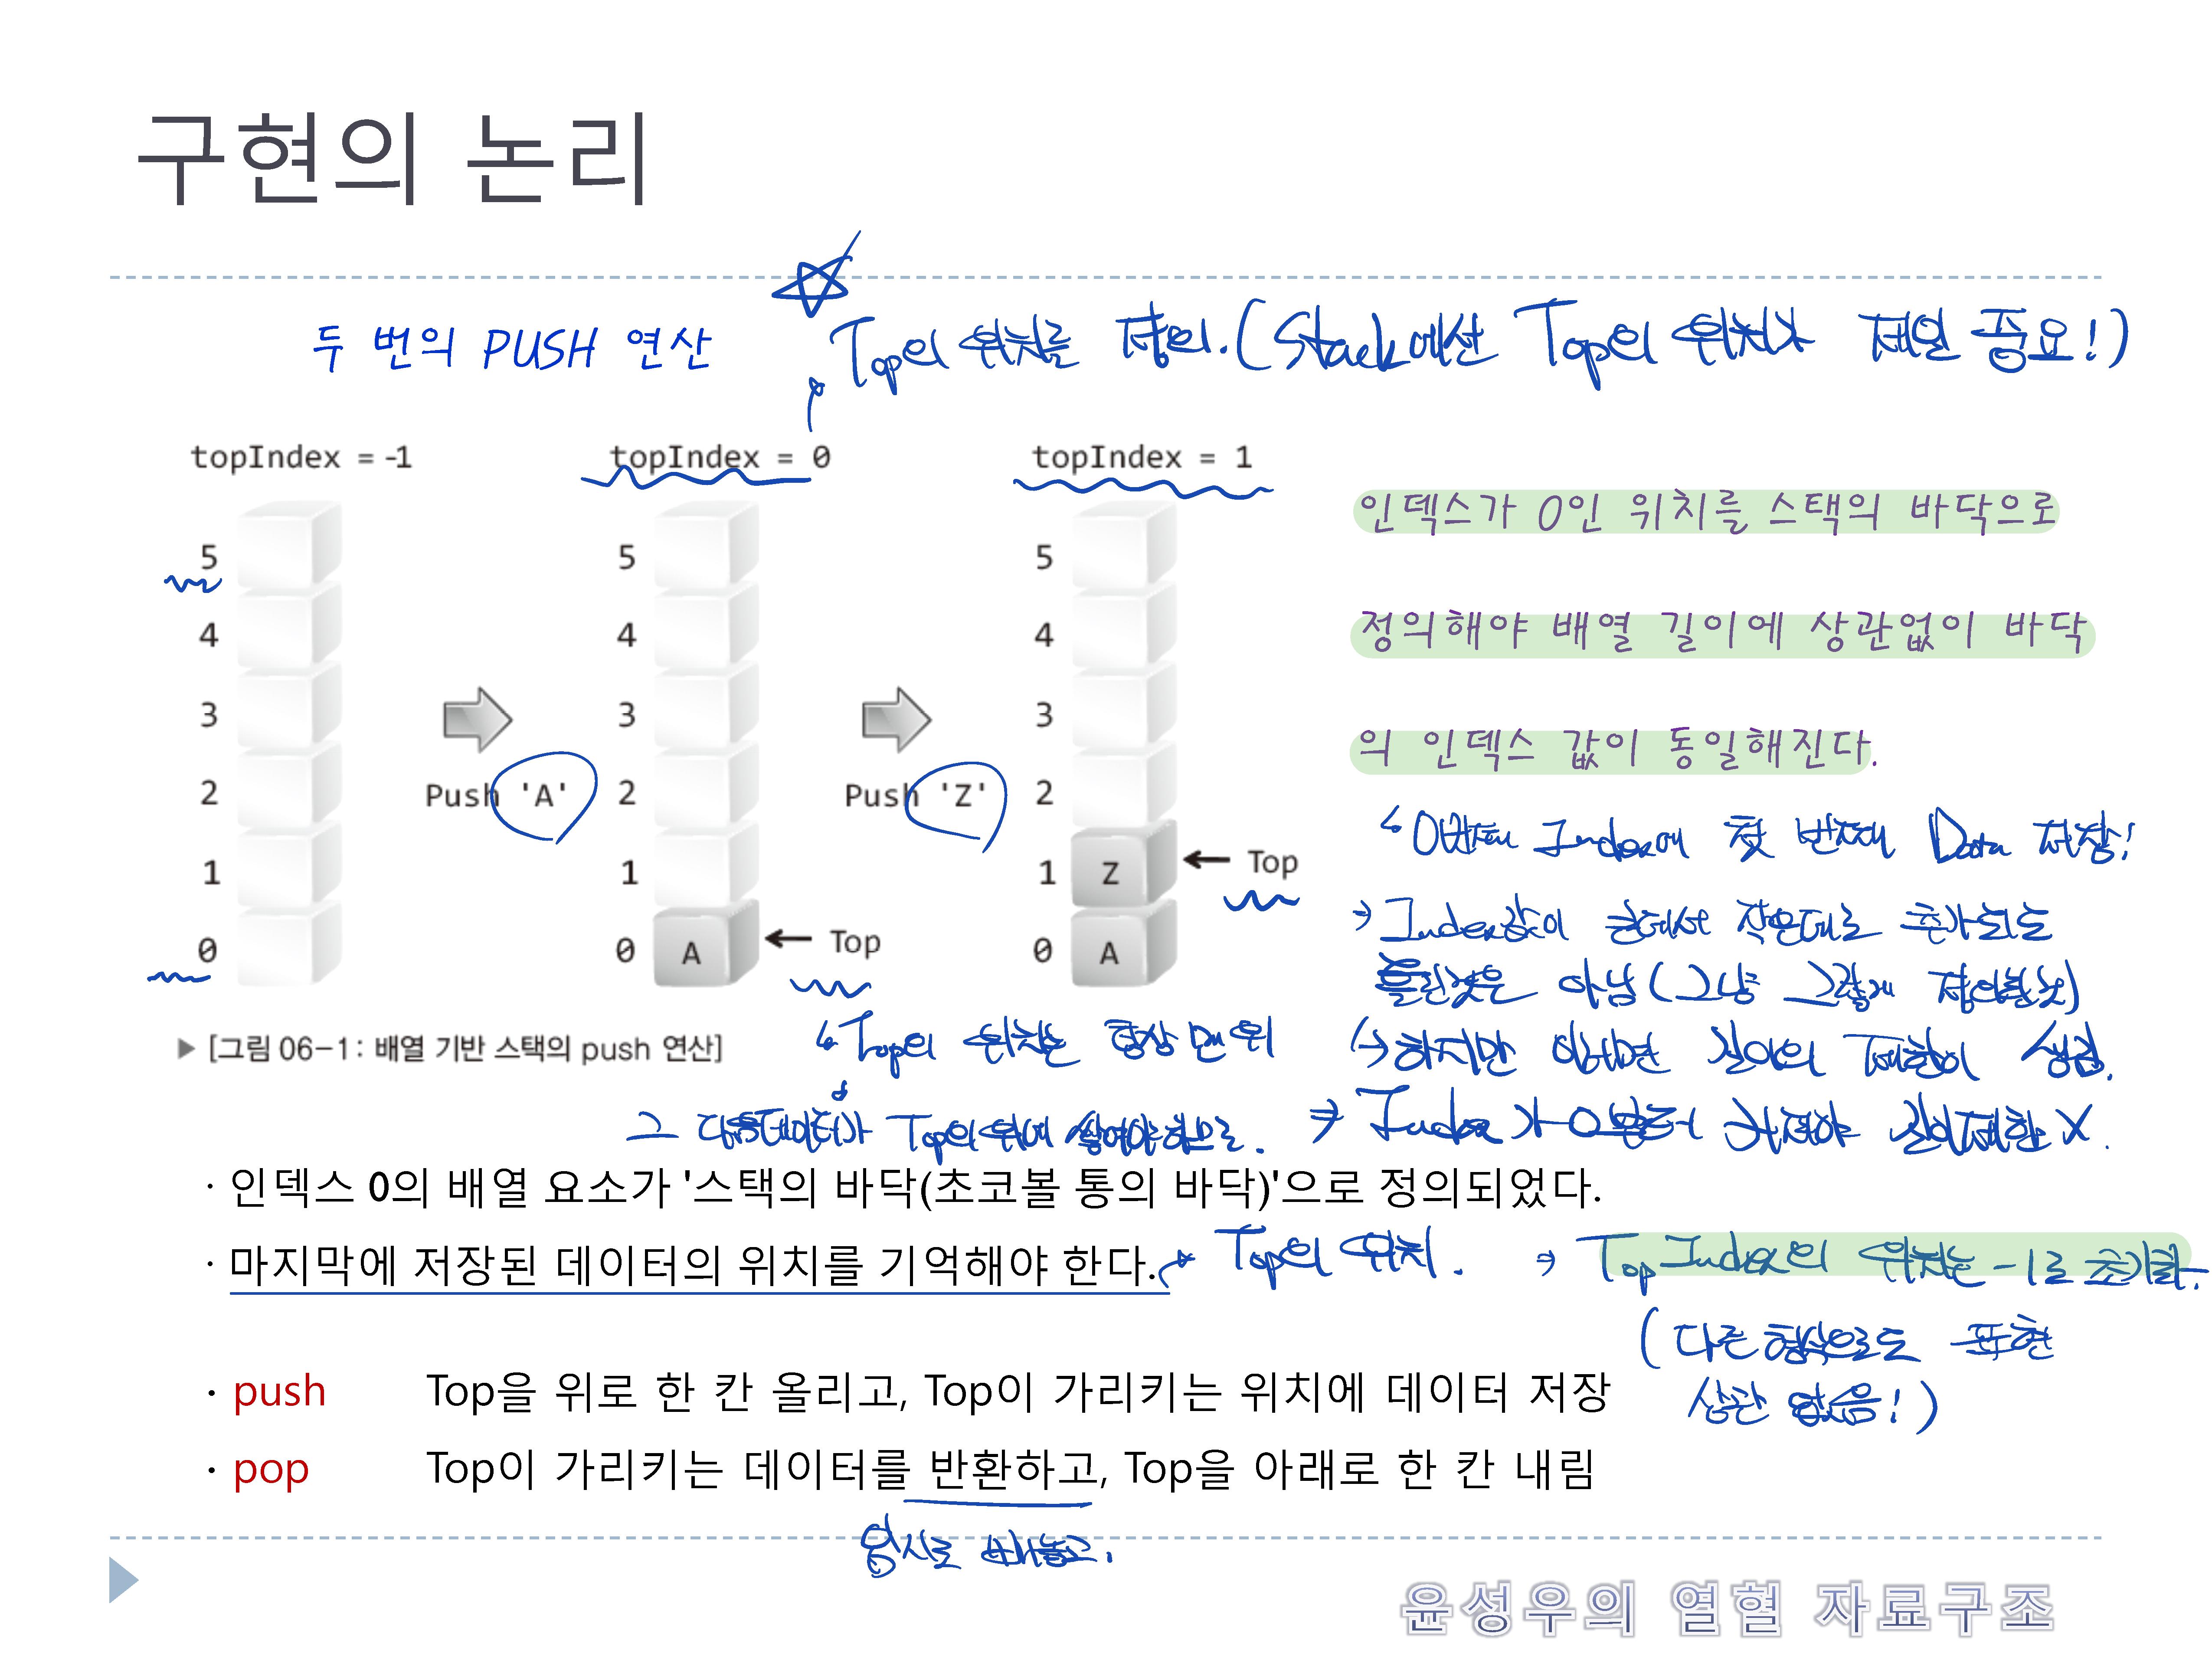 구현의 논리
두 번의 PUSH 연산
Top의 위치를 정의. (Stack에선 Top의 위치가 제일 중요!)
topIndex = -1
topIndex = 0
topIndex = 1
5
4
3
2
1
0
Push 'A'
5
4
3
2
1
0
A
Top
Push 'Z'
5
4
3
2
1
0
Z
A
Top
인덱스가 0인 위치를 스택의 바닥으로
정의해야 배열 길이에 상관없이 바닥
의 인덱스 값이 동일해진다.
0번째 Index에 첫 번째 Data 저장!
⇒ Index값이 큰데서 작은데로 추가되도
틀린것은 아님 (그냥 그렇게 정의한것)
(→ 하지만 이러면 길이의 제한이 생김.
⇒ Index가 0부터 커져야 길이제한 X.
▶ [그림 06-1: 배열 기반 스택의 push 연산]
Top의 위치는 항상 맨 위
다음데이터가 Top의 위에 쌓여야 하므로.
· 인덱스 0의 배열 요소가 '스택의 바닥(초코볼 통의 바닥)'으로 정의되었다.
· 마지막에 저장된 데이터의 위치를 기억해야 한다.
Top의 위치. ⇒ TopIndex의 위치는 -1로 초기화.
(다른 형식으로도 표현
상관 없음!)
· push Top을 위로 한 칸 올리고, Top이 가리키는 위치에 데이터 저장
· pop Top이 가리키는 데이터를 반환하고, Top을 아래로 한 칸 내림
임시로 빼놓고.
윤성우의 열혈 자료구조